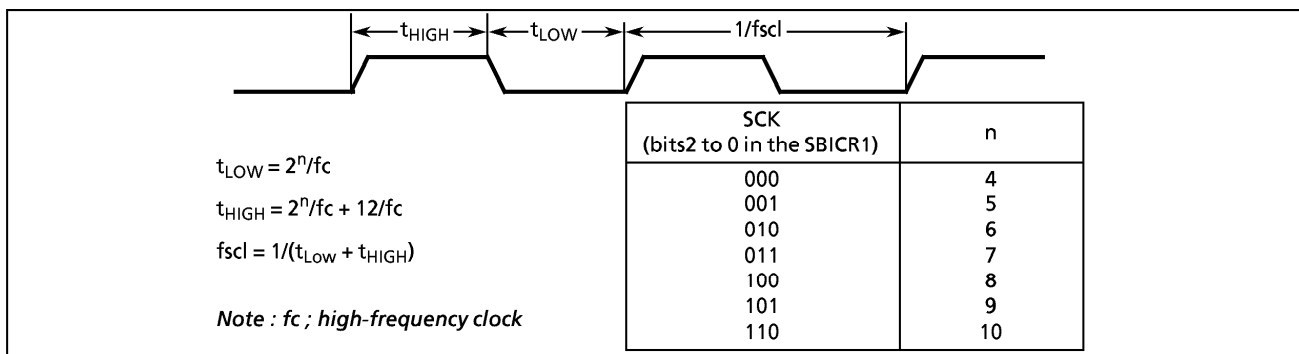 tHIGH tLOW 1/fscl
SCK
(bits2 to 0 in the SBICR1) n
tLOW = 2ⁿ/fc
tHIGH = 2ⁿ/fc + 12/fc
fscl = 1/(tLow + tHIGH)
Note : fc ; high-frequency clock
000 4
001 5
010 6
011 7
100 8
101 9
110 10